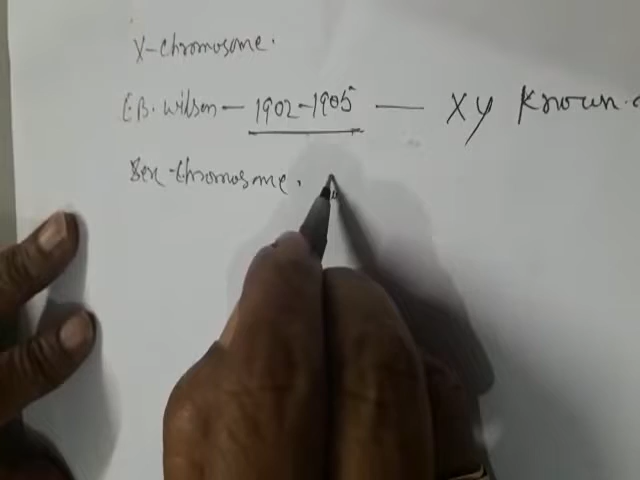 X-chromosome.
E.B. Wilson — 1902-1905 — XY Known
Sex-chromosome.